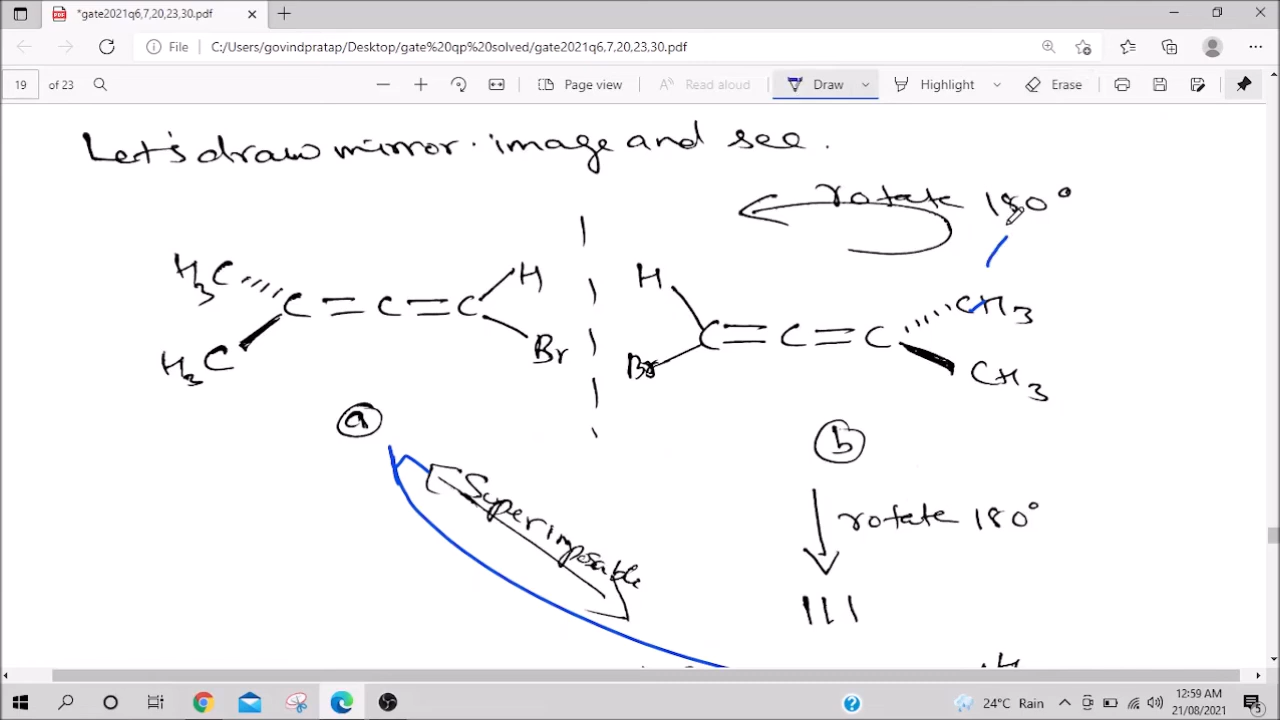 *gate2021q6,7,20,23,30.pdf
File C:/Users/govindpratap/Desktop/gate%20qp%20solved/gate2021q6,7,20,23,30.pdf
19 of 23 Page view Read aloud Draw Highlight Erase
Let's draw mirror image and see.
rotate 180°
H3C H H CH3
C=C=C C=C=C
H3C Br Br CH3
a b
Superimposable
rotate 180°
12:59 AM
24°C Rain
21/08/2021
5